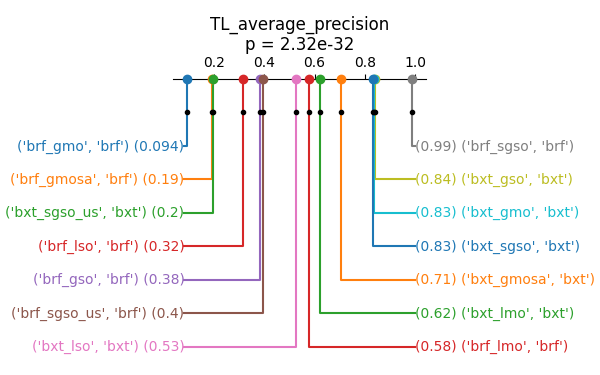 TL_average_precision
p = 2.32e-32
0.2 0.4 0.6 0.8 1.0
('brf_gmo', 'brf') (0.094) (0.99) ('brf_sgso', 'brf')
('brf_gmosa', 'brf') (0.19) (0.84) ('bxt_gso', 'bxt')
('bxt_sgso_us', 'bxt') (0.2) (0.83) ('bxt_gmo', 'bxt')
('brf_lso', 'brf') (0.32) (0.83) ('bxt_sgso', 'bxt')
('brf_gso', 'brf') (0.38) (0.71) ('bxt_gmosa', 'bxt')
('brf_sgso_us', 'brf') (0.4) (0.62) ('bxt_lmo', 'bxt')
('bxt_lso', 'bxt') (0.53) (0.58) ('brf_lmo', 'brf')